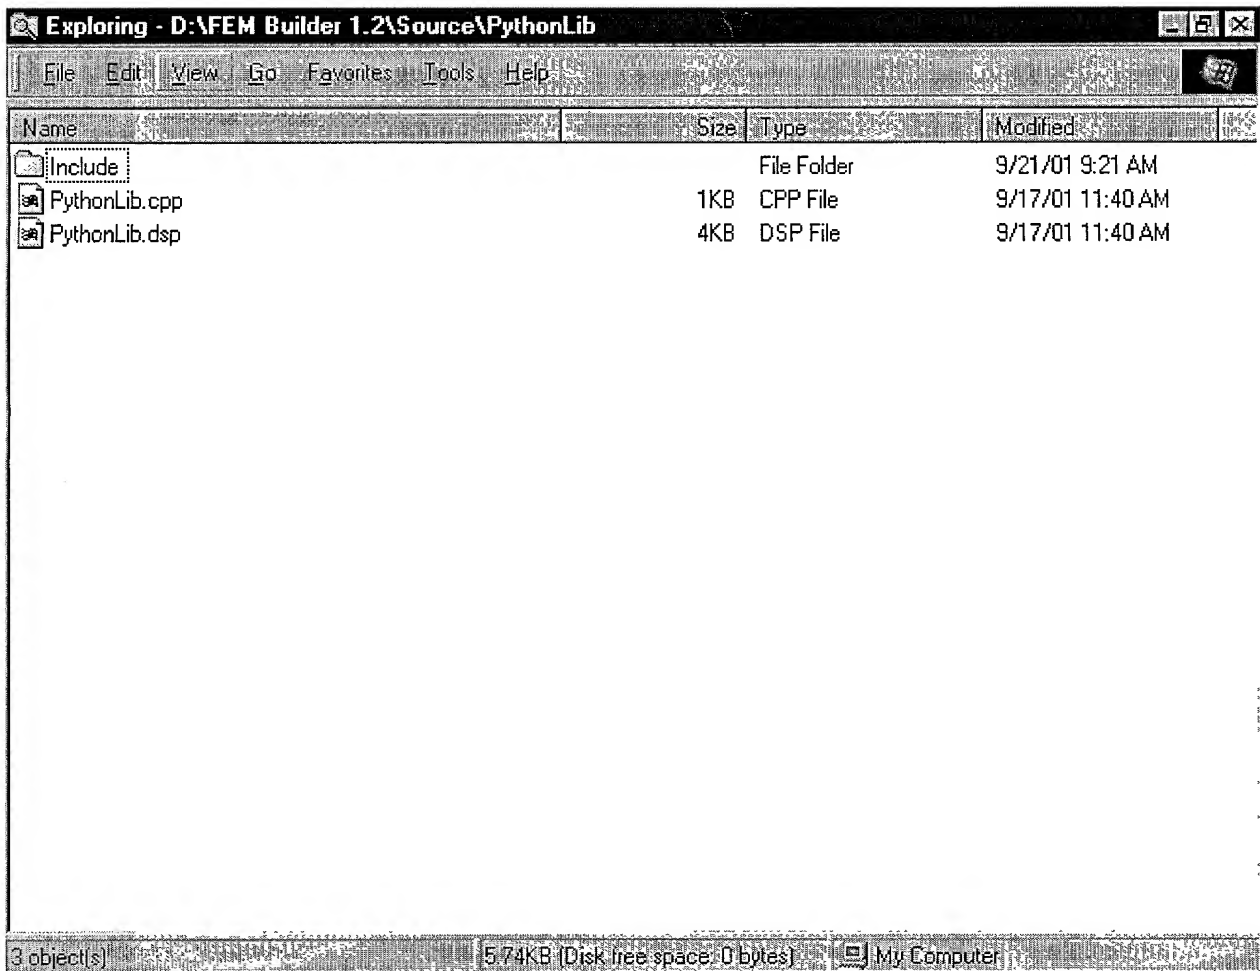 Exploring - D:\FEM Builder 1.2\Source\PythonLib
File Edit View Go Favorites Tools Help
Name Size Type Modified
Include File Folder 9/21/01 9:21 AM
PythonLib.cpp 1KB CPP File 9/17/01 11:40 AM
PythonLib.dsp 4KB DSP File 9/17/01 11:40 AM
3 object(s) 5.74KB (Disk free space: 0 bytes) My Computer